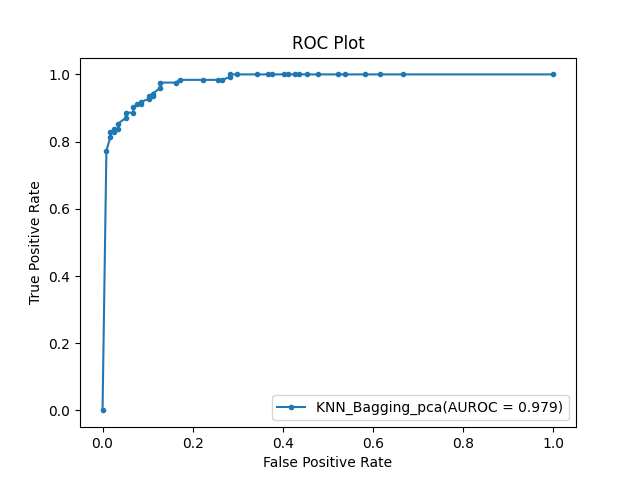 ROC Plot
1.0
0.8
0.6
0.4
0.2
0.0
True Positive Rate
KNN_Bagging_pca(AUROC = 0.979)
0.0 0.2 0.4 0.6 0.8 1.0
False Positive Rate